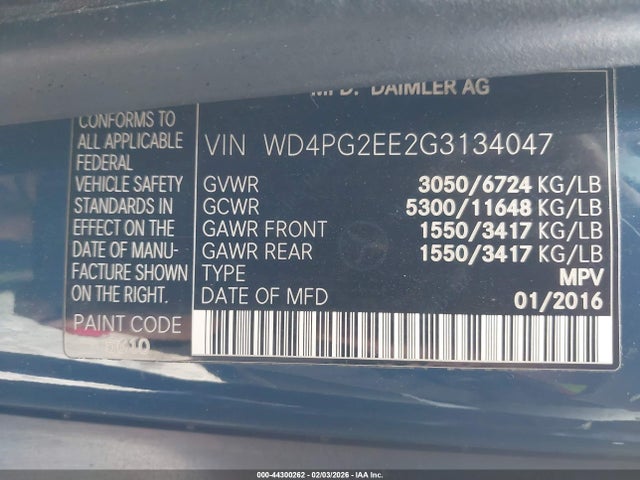 MFD. DAIMLER AG
CONFORMS TO
ALL APPLICABLE
FEDERAL
VEHICLE SAFETY
STANDARDS IN
EFFECT ON THE
DATE OF MANU-
FACTURE SHOWN
ON THE RIGHT.
PAINT CODE
VIN WD4PG2EE2G3134047
GVWR 3050/6724 KG/LB
GCWR 5300/11648 KG/LB
GAWR FRONT 1550/3417 KG/LB
GAWR REAR 1550/3417 KG/LB
TYPE MPV
DATE OF MFD 01/2016
000-44300262 - 02/03/2026 - IAA Inc.